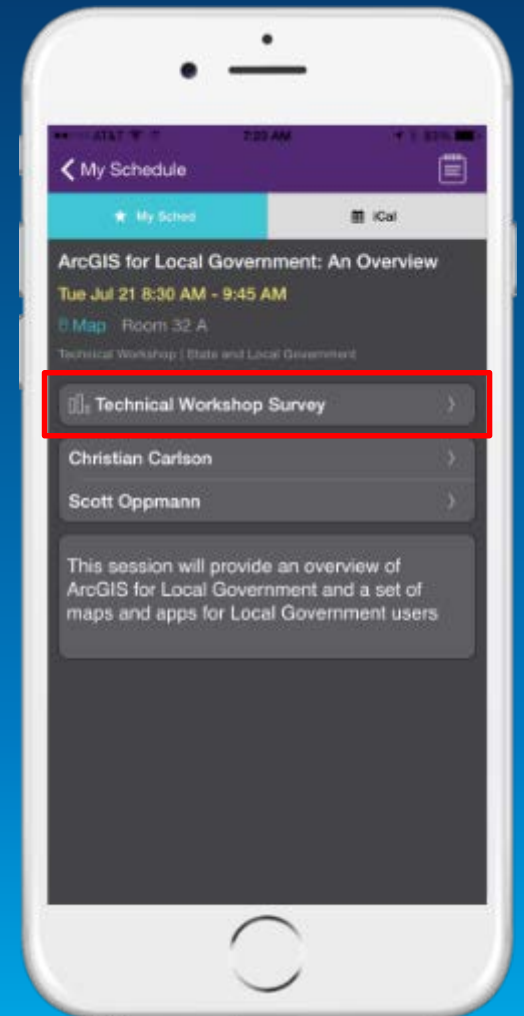 AT&T 7:23 AM 83%
My Schedule
My Sched iCal
ArcGIS for Local Government: An Overview
Tue Jul 21 8:30 AM - 9:45 AM
Map Room 32 A
Technical Workshop | State and Local Government
Technical Workshop Survey
Christian Carlson
Scott Oppmann
This session will provide an overview of
ArcGIS for Local Government and a set of
maps and apps for Local Government users